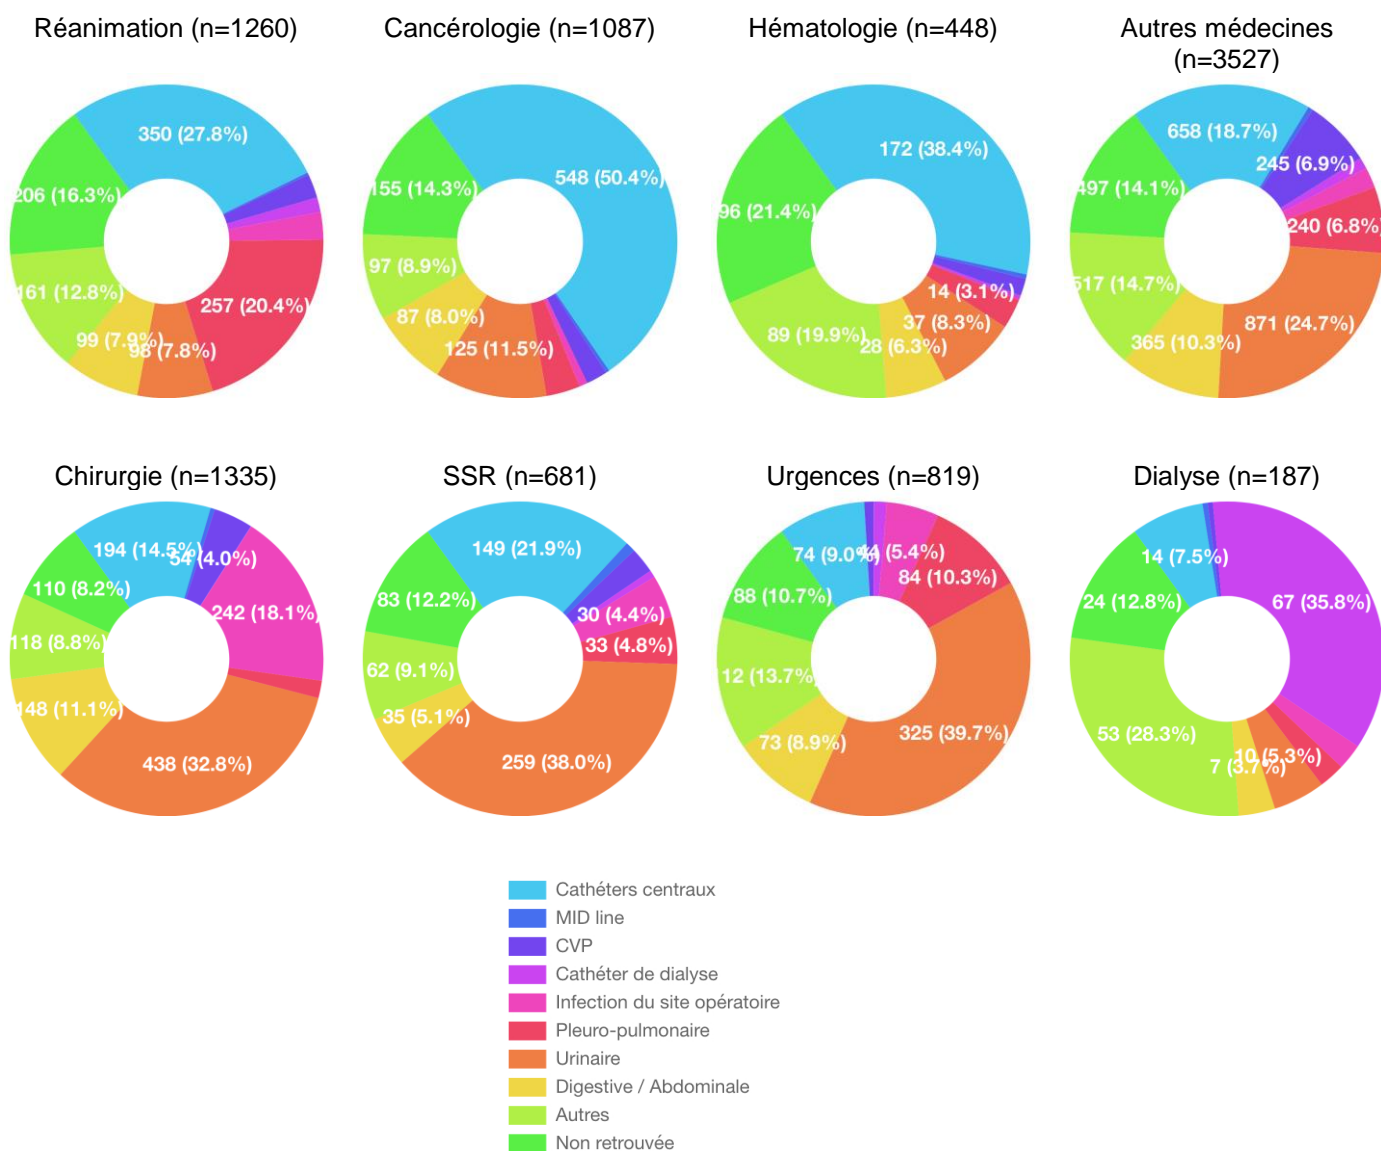 Réanimation (n=1260)
Cancérologie (n=1087)
Hématologie (n=448)
Autres médecines
(n=3527)
350 (27.8%)
206 (16.3%)
161 (12.8%)
257 (20.4%)
99 (7.9%)
98 (7.8%)
548 (50.4%)
155 (14.3%)
97 (8.9%)
87 (8.0%)
125 (11.5%)
172 (38.4%)
96 (21.4%)
14 (3.1%)
37 (8.3%)
89 (19.9%)
28 (6.3%)
658 (18.7%)
245 (6.9%)
497 (14.1%)
240 (6.8%)
517 (14.7%)
871 (24.7%)
365 (10.3%)
Chirurgie (n=1335)
SSR (n=681)
Urgences (n=819)
Dialyse (n=187)
194 (14.5%)
54 (4.0%)
110 (8.2%)
242 (18.1%)
118 (8.8%)
148 (11.1%)
438 (32.8%)
149 (21.9%)
83 (12.2%)
30 (4.4%)
33 (4.8%)
62 (9.1%)
35 (5.1%)
259 (38.0%)
74 (9.0%)
44 (5.4%)
84 (10.3%)
88 (10.7%)
12 (13.7%)
325 (39.7%)
73 (8.9%)
14 (7.5%)
67 (35.8%)
24 (12.8%)
53 (28.3%)
10 (5.3%)
7 (3.7%)
Cathéters centraux
MID line
CVP
Cathéter de dialyse
Infection du site opératoire
Pleuro-pulmonaire
Urinaire
Digestive / Abdominale
Autres
Non retrouvée